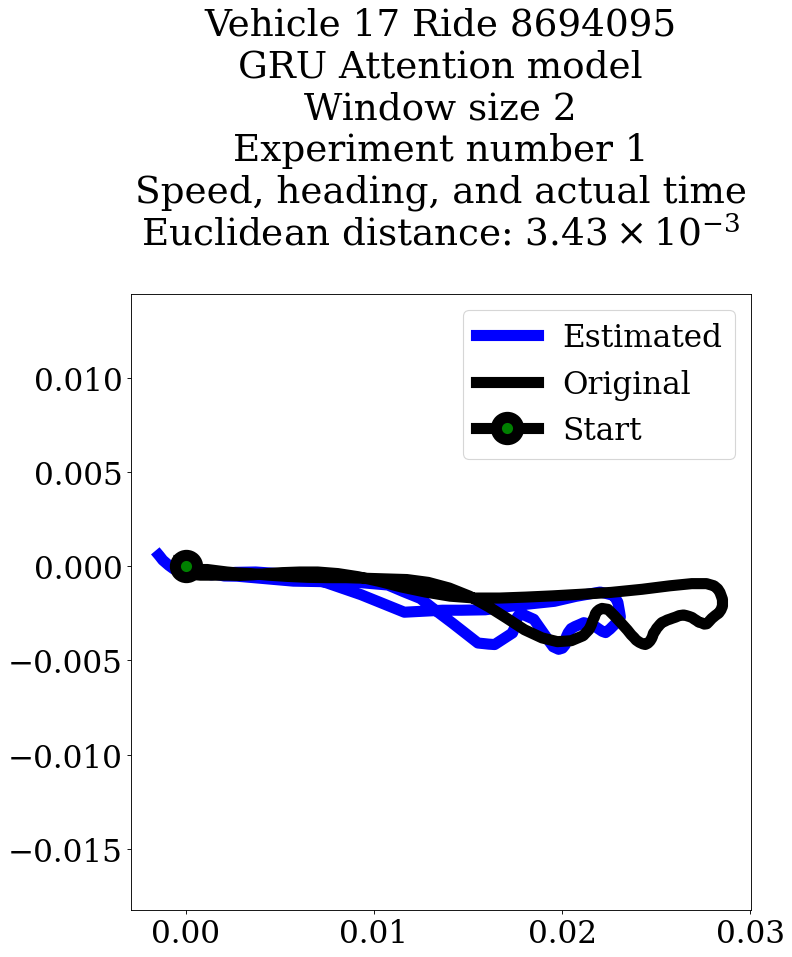 Vehicle 17 Ride 8694095
GRU Attention model
Window size 2
Experiment number 1
Speed, heading, and actual time
Euclidean distance: 3.43 × 10⁻³
Estimated
Original
Start
0.010
0.005
0.000
−0.005
−0.010
−0.015
0.00 0.01 0.02 0.03